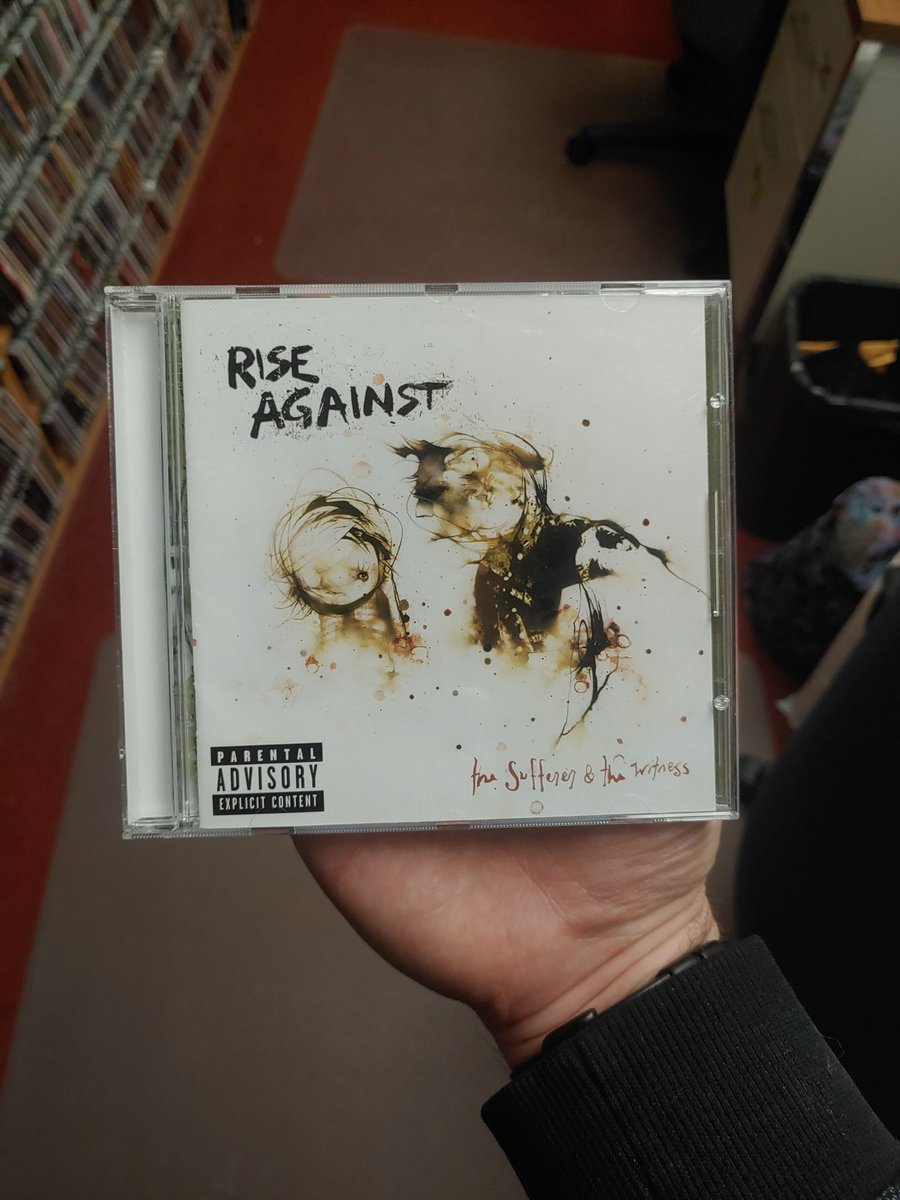 RISE
AGAINST
PARENTAL
ADVISORY
EXPLICIT CONTENT
the Sufferer & the Witness